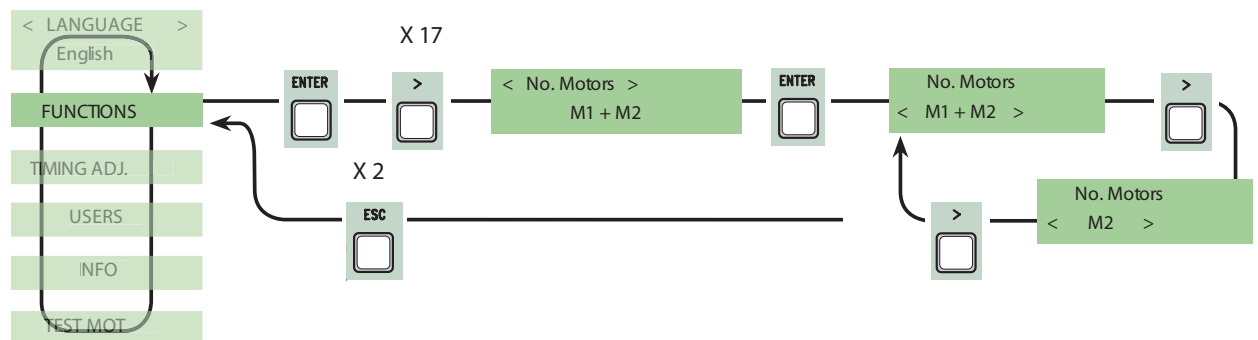 < LANGUAGE >
English
FUNCTIONS
TIMING ADJ.
USERS
INFO
TEST MOT
ENTER
X 17
>
< No. Motors >
M1 + M2
ENTER
No. Motors
< M1 + M2 >
>
No. Motors
< M2 >
>
X 2
ESC